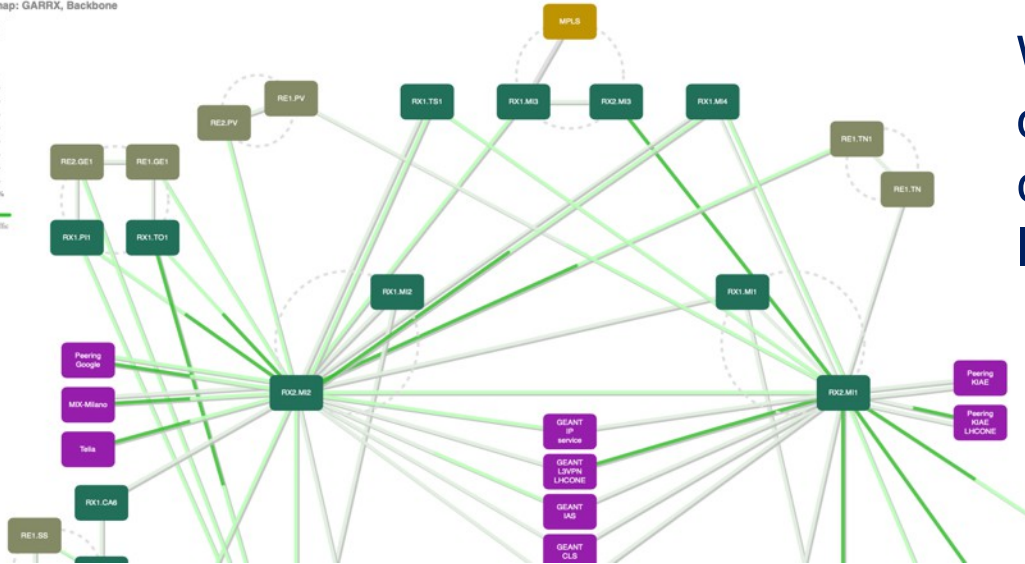 nap: GARRX, Backbone
MPLS
RE1.PV
RE2.PV
RX1.TS1
RX1.MI3
RX2.MI3
RX1.MI4
RE1.TN1
RE1.TN
RE2.GE1
RE1.GE1
RX1.PI1
RX1.TO1
RX1.MI2
RX1.MI1
Peering
Google
MIX-Milano
Telia
RX2.MI2
RX2.MI1
Peering
KIAE
Peering
KIAE
LHCONE
GEANT
IP
service
GEANT
L3VPN
LHCONE
GEANT
IAS
GEANT
CLS
RX1.CA6
RE1.SS